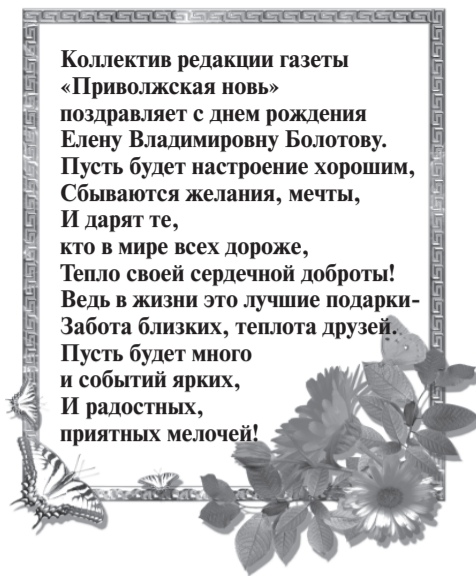 Коллектив редакции газеты
«Приволжская новь»
поздравляет с днем рождения
Елену Владимировну Болотову.
Пусть будет настроение хорошим,
Сбываются желания, мечты,
И дарят те,
кто в мире всех дороже,
Тепло своей сердечной доброты!
Ведь в жизни это лучшие подарки-
Забота близких, теплота друзей.
Пусть будет много
и событий ярких,
И радостных,
приятных мелочей!